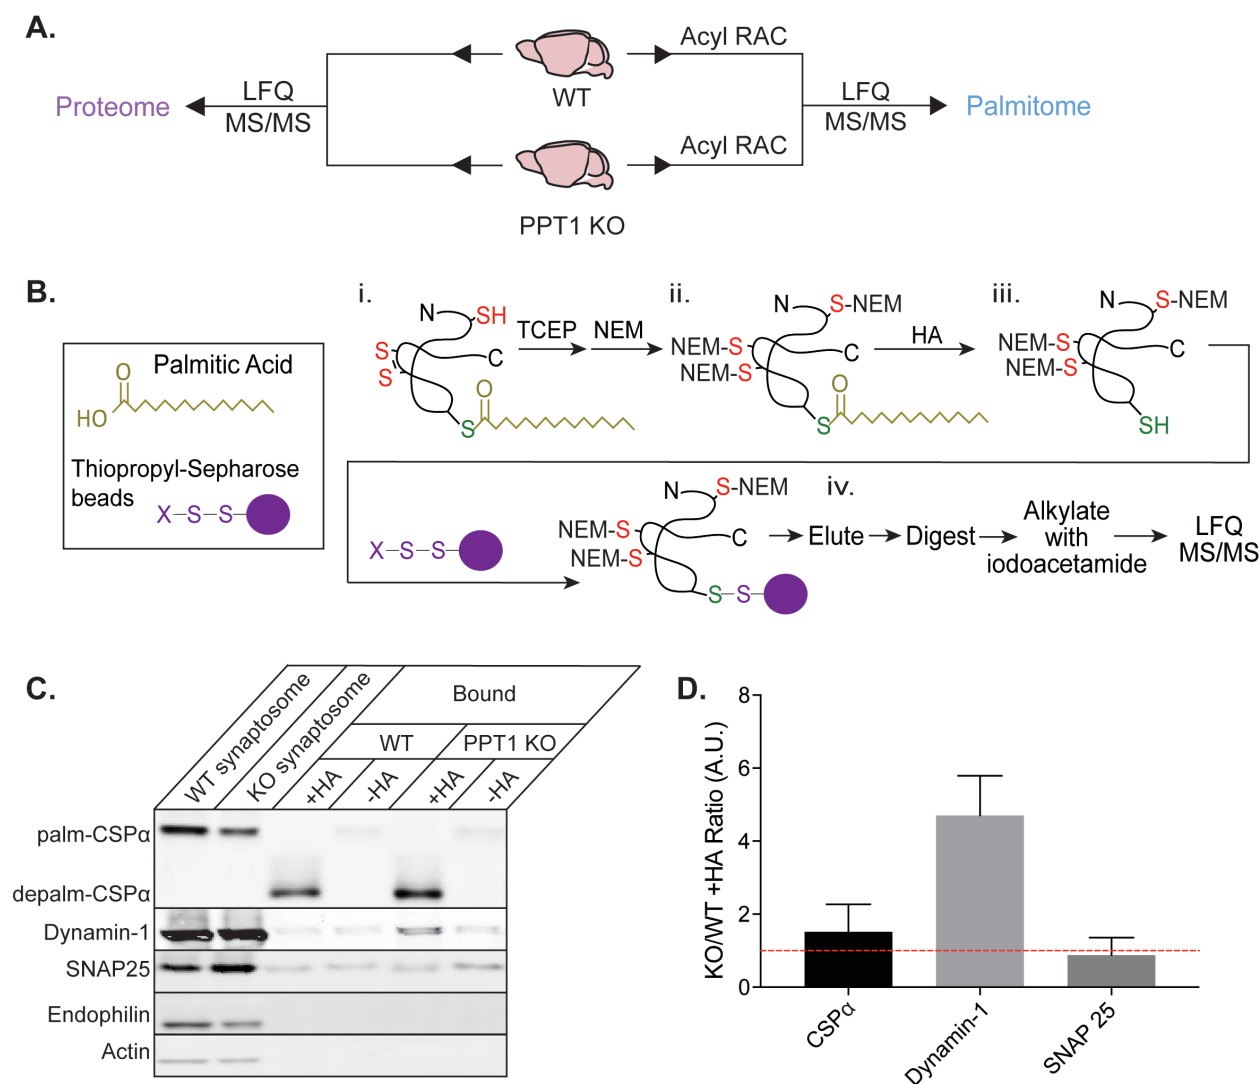 A.
Acyl RAC
LFQ
WT
LFQ
Proteome
Palmitome
MS/MS
MS/MS
Acyl RAC
PPT1 KO
B.
i.
ii.
iii.
N
SH
TCEP
NEM
N
S-NEM
HA
N
S-NEM
S
S
C
NEM-S
NEM-S
C
NEM-S
NEM-S
C
Palmitic Acid
O
HO
O
S
O
S
SH
Thiopropyl-Sepharose
beads
X-S-S
X-S-S
N
S-NEM
iv.
NEM-S
NEM-S
C
S-S
Elute
Digest
Alkylate
with
iodoacetamide
LFQ
MS/MS
C.
WT synaptosome
KO synaptosome
Bound
WT
PPT1 KO
+HA
-HA
+HA
-HA
palm-CSPα
depalm-CSPα
Dynamin-1
SNAP25
Endophilin
Actin
D.
KO/WT +HA Ratio (A.U.)
8
6
4
2
0
CSPα
Dynamin-1
SNAP 25